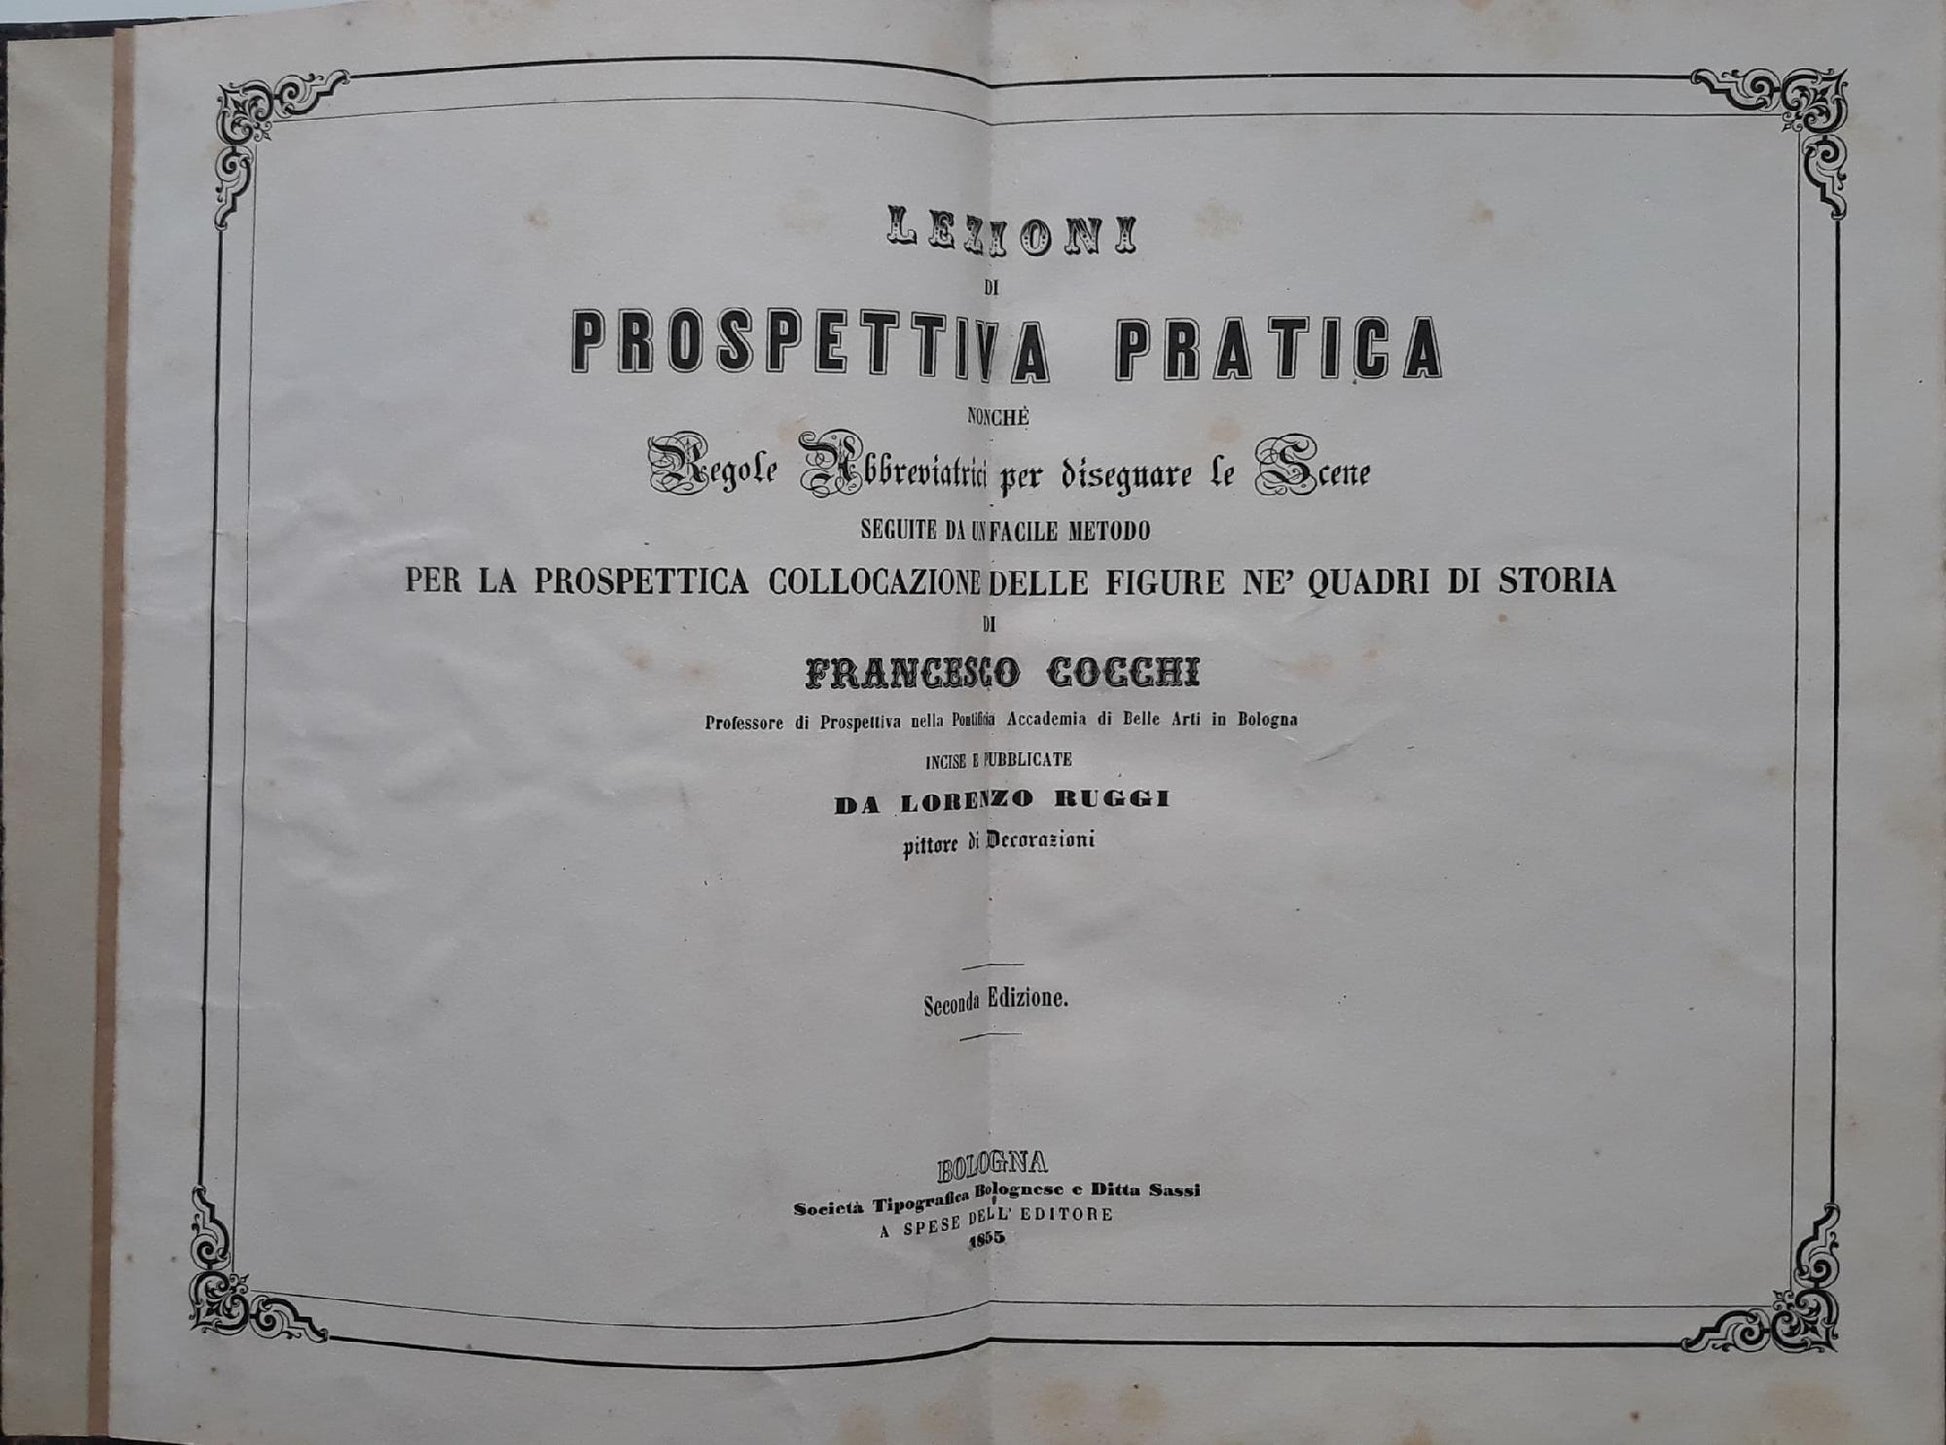 LEZIONI
DI
PROSPETTIVA PRATICA
NONCHÈ
Regole Abbreviatrici per disegnare le Scene
SEGUITE DA UN FACILE METODO
PER LA PROSPETTICA COLLOCAZIONE DELLE FIGURE NE' QUADRI DI STORIA
DI
FRANCESCO COCCHI
Professore di Prospettiva nella Pontificia Accademia di Belle Arti in Bologna
INCISE E PUBBLICATE
DA LORENZO RUGGI
pittore di Decorazioni
Seconda Edizione.
BOLOGNA
Società Tipografica Bolognese e Ditta Sassi
A SPESE DELL' EDITORE
1855